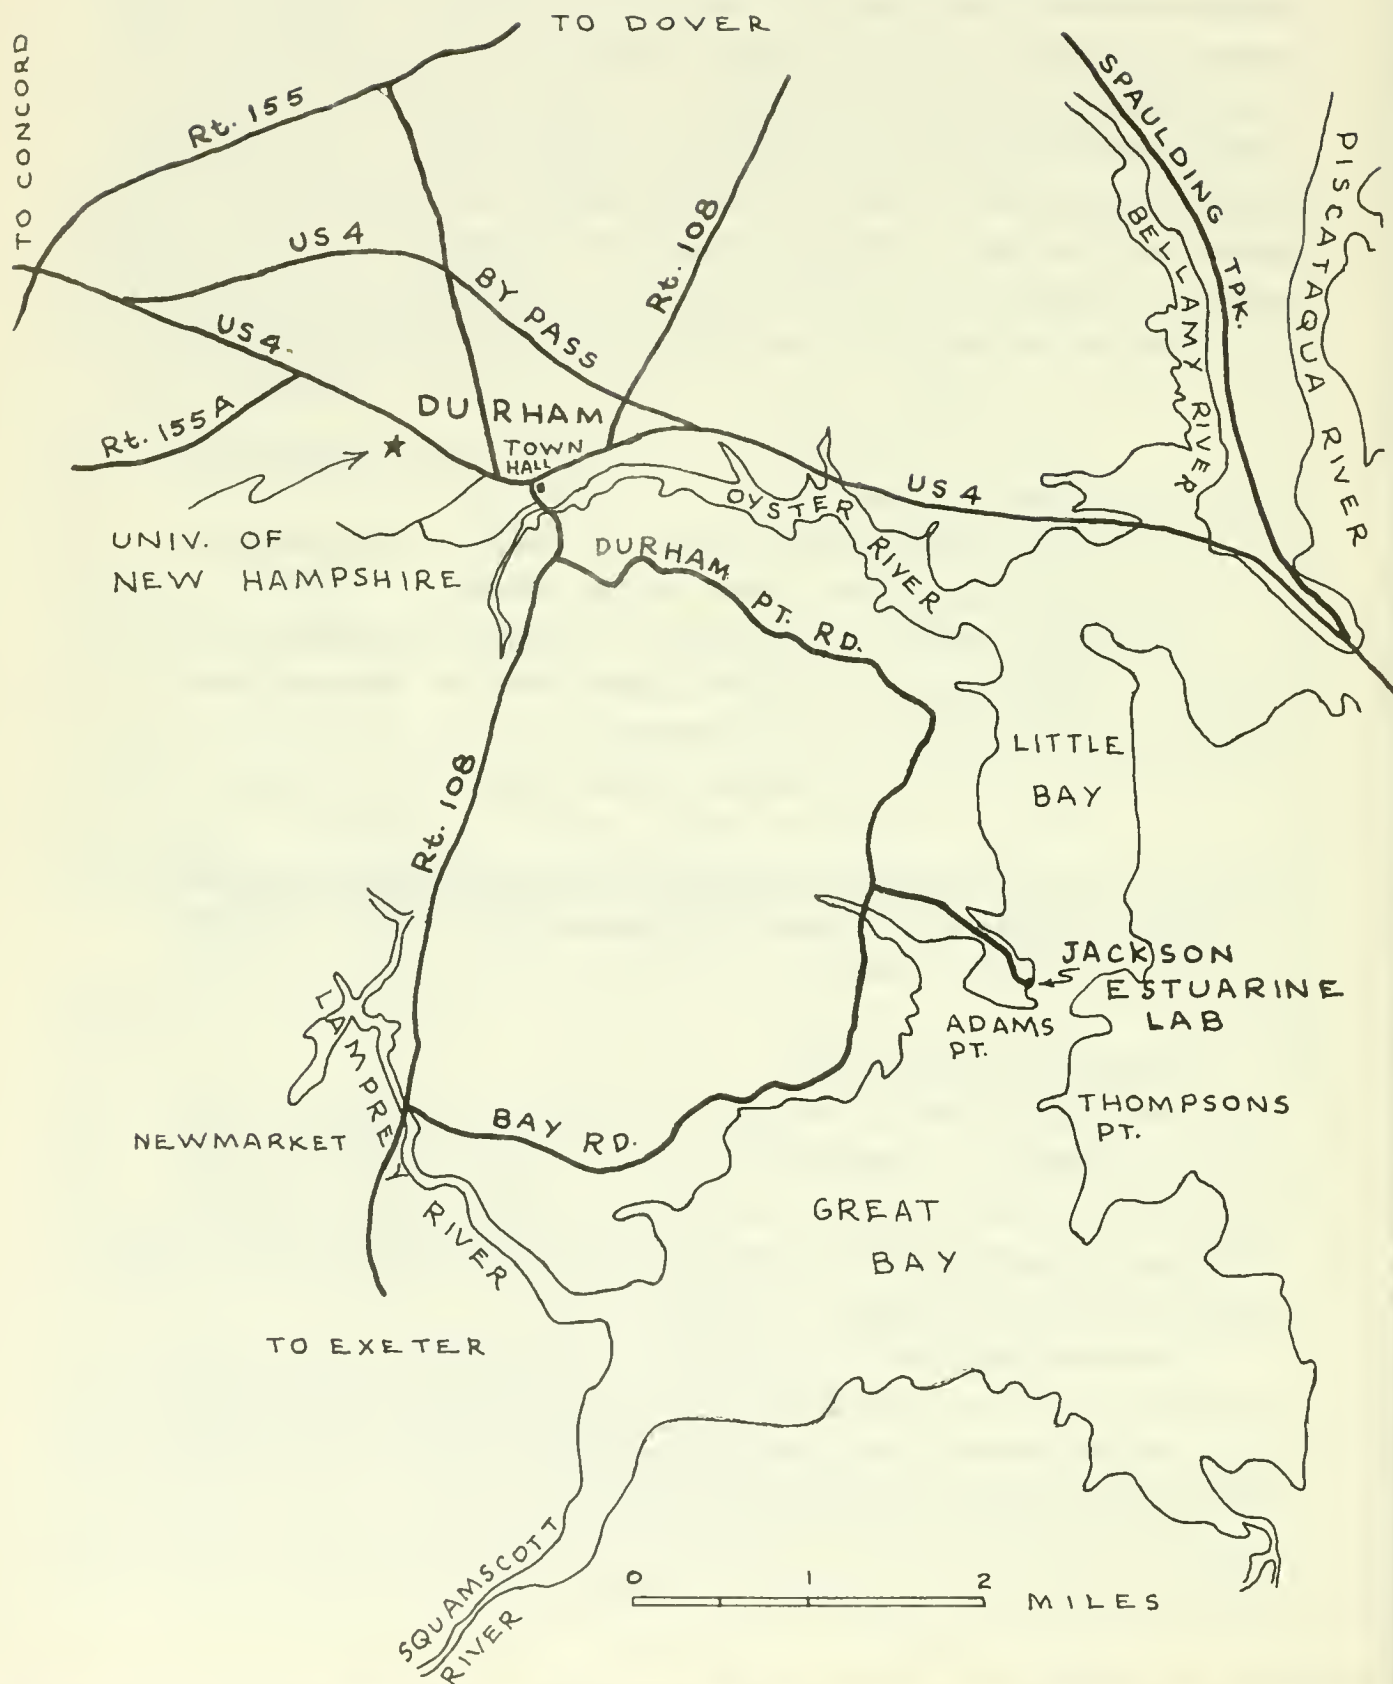 TO DOVER
TO CONCORD
Rt. 155
SPAULDING TPK.
PISCATAQUA RIVER
US 4
BY PASS
Rt. 108
BELLAMY RIVER
US 4.
Rt. 155A
DURHAM
TOWN
HALL
OYSTER RIVER
US 4
UNIV. OF
NEW HAMPSHIRE
DURHAM PT. RD.
LITTLE
BAY
Rt. 108
JACKSON
ESTUARINE
LAB
ADAMS
PT.
LAMPREY RIVER
THOMPSONS
PT.
NEWMARKET
BAY RD.
GREAT
BAY
TO EXETER
SQUAMSCOTT
RIVER
0 1 2
MILES